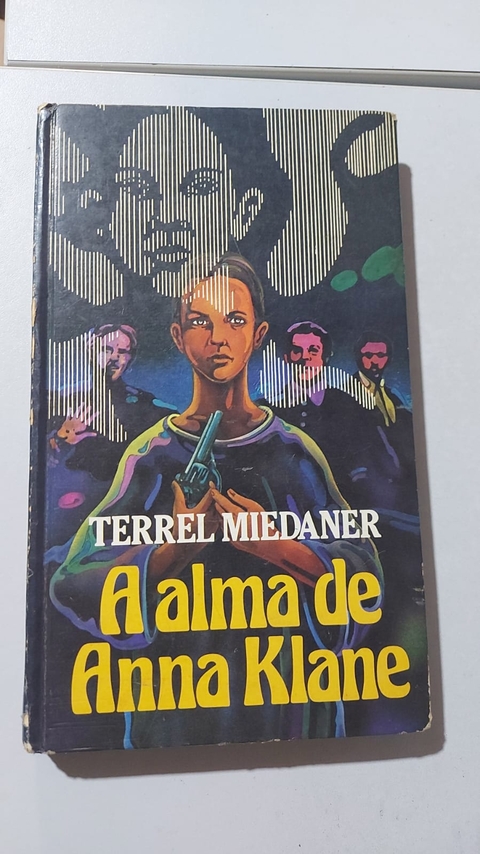 TERREL MIEDANER
A alma de
Anna Klane